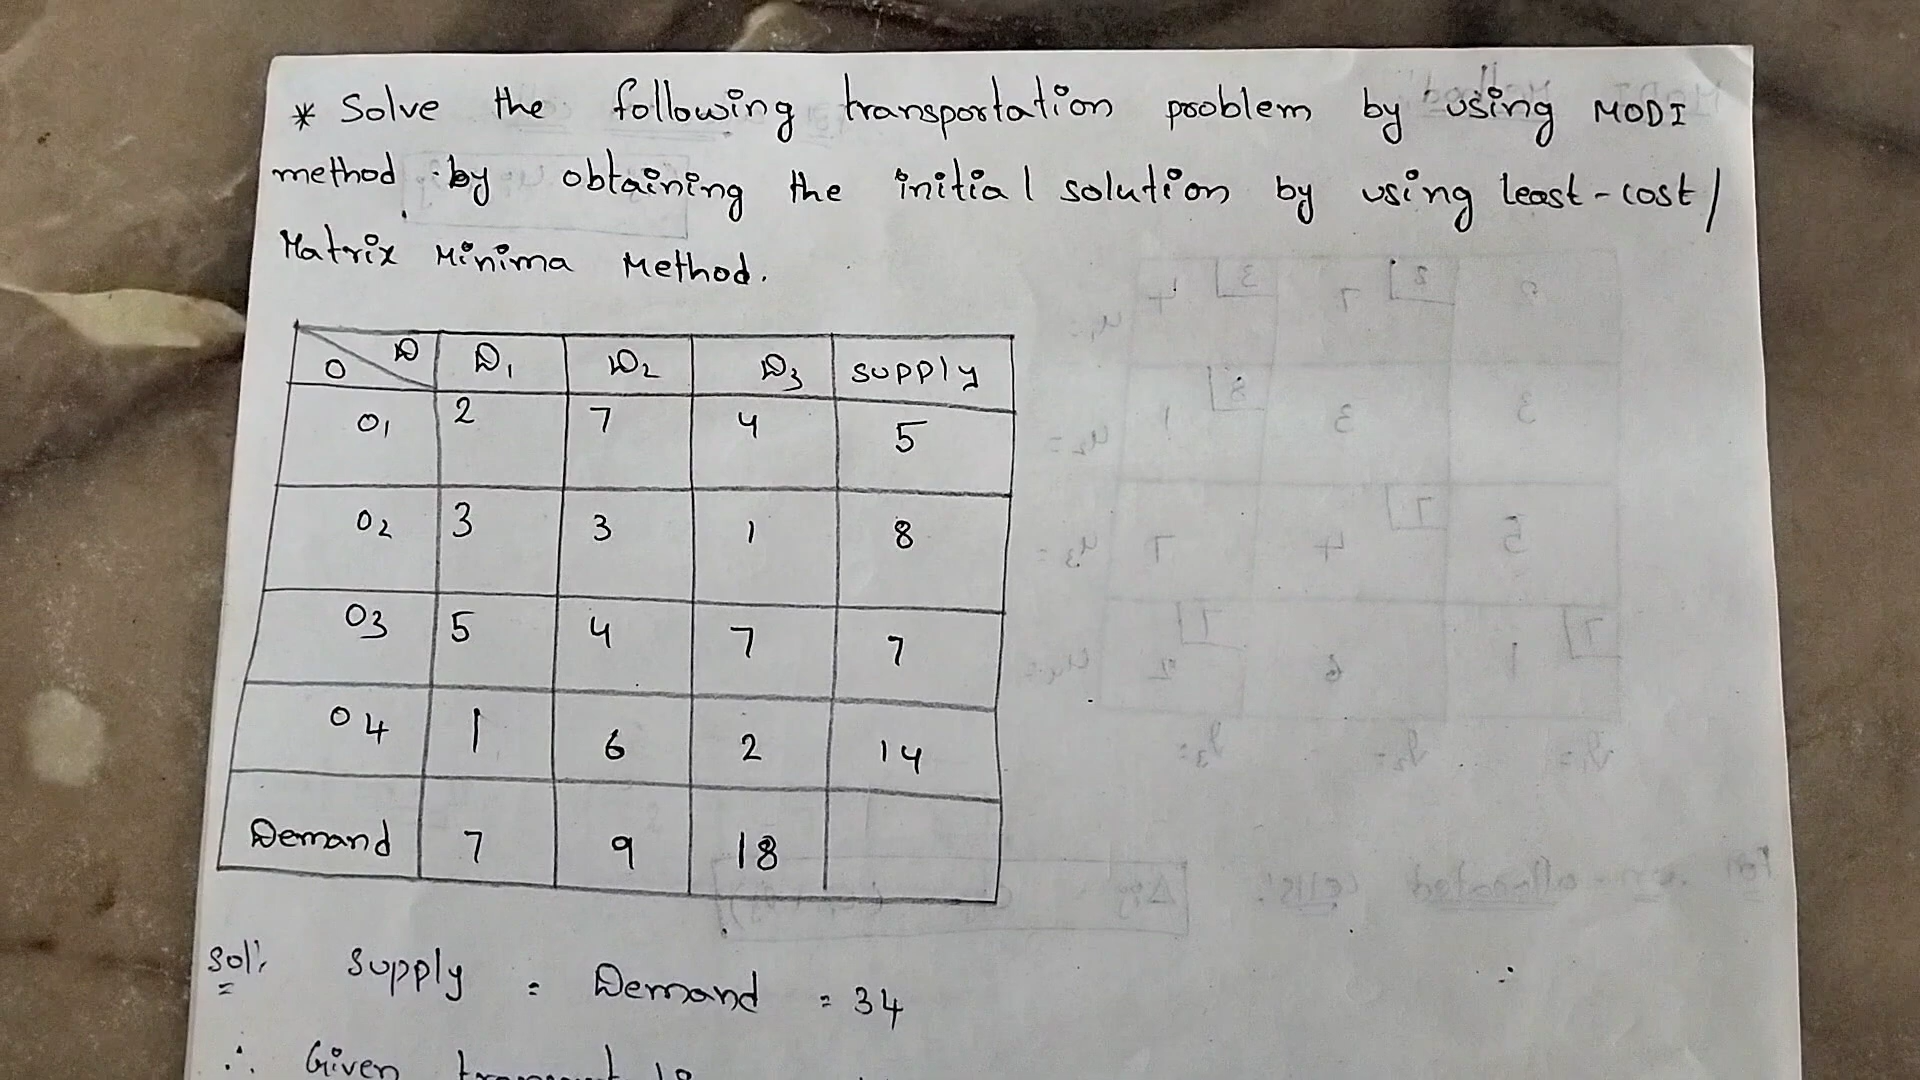 * Solve the following transportation problem by using MODI
method by obtaining the initial solution by using least-cost/
Matrix Minima Method.
O D D1 D2 D3 supply
O1 2 7 4 5
O2 3 3 1 8
O3 5 4 7 7
O4 1 6 2 14
Demand 7 9 18
Sol: supply = Demand = 34
∴ Given